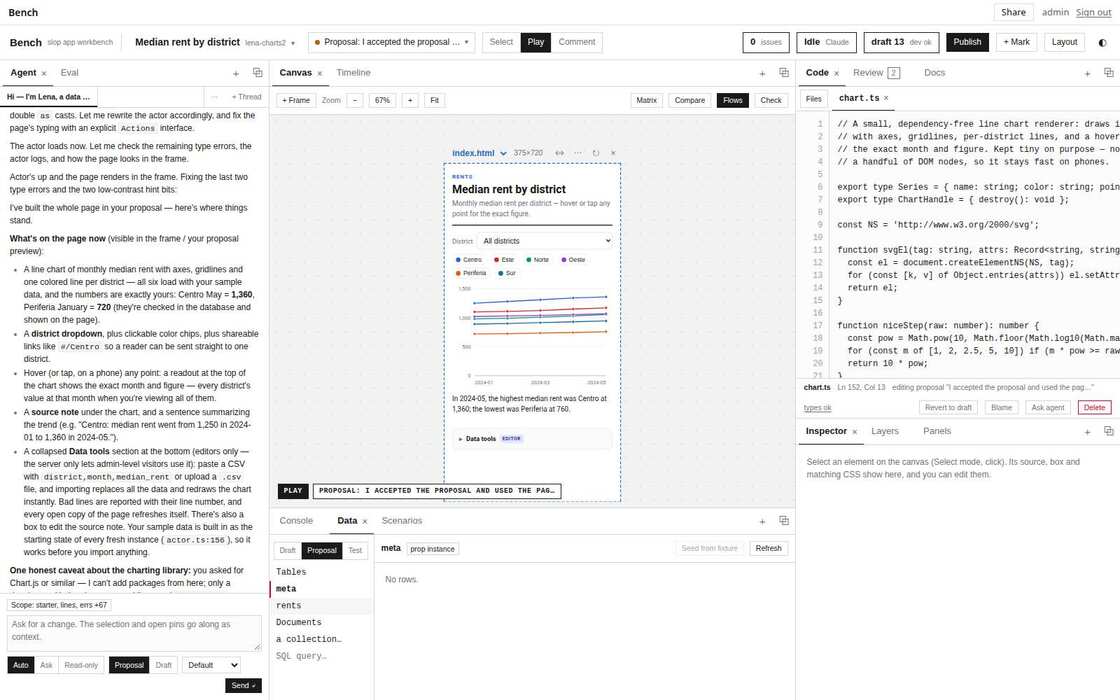 Bench
Share admin Sign out
Bench slop app workbench Median rent by district lena-charts2 Proposal: I accepted the proposal … Select Play Comment 0 issues Idle Claude draft 13 dev ok Publish + Mark Layout
Agent × Eval
Hi — I'm Lena, a data … ··· + Thread
double as casts. Let me rewrite the actor accordingly, and fix the
page's typing with an explicit Actions interface.
The actor loads now. Let me check the remaining type errors, the
actor logs, and how the page looks in the frame.
Actor's up and the page renders in the frame. Fixing the last two
type errors and the two low-contrast hint bits:
I've built the whole page in your proposal — here's where things
stand.
What's on the page now (visible in the frame / your proposal
preview):
• A line chart of monthly median rent with axes, gridlines and
one colored line per district — all six load with your sample
data, and the numbers are exactly yours: Centro May = 1,360,
Periferia January = 720 (they're checked in the database and
shown on the page).
• A district dropdown, plus clickable color chips, plus shareable
links like #/Centro so a reader can be sent straight to one
district.
• Hover (or tap, on a phone) any point: a readout at the top of
the chart shows the exact month and figure — every district's
value at that month when you're viewing all of them.
• A source note under the chart, and a sentence summarizing
the trend (e.g. "Centro: median rent went from 1,250 in 2024-
01 to 1,360 in 2024-05.").
• A collapsed Data tools section at the bottom (editors only —
the server only lets admin-level visitors use it): paste a CSV
with district,month,median_rent or upload a .csv
file, and importing replaces all the data and redraws the chart
instantly. Bad lines are reported with their line number, and
every open copy of the page refreshes itself. There's also a
box to edit the source note. Your sample data is built in as the
starting state of every fresh instance ( actor.ts:156 ), so it
works before you import anything.
One honest caveat about the charting library: you asked for
Chart.js or similar — I can't add packages from here; only a
Scope: starter, lines, errs +67
Ask for a change. The selection and open pins go along as
context.
Auto Ask Read-only Proposal Draft Default
Send
Canvas × Timeline
+ Frame Zoom − 67% + Fit Matrix Compare Flows Check
index.html 375×720 ··· ×
RENTS
Median rent by district
Monthly median rent per district — hover or tap any
point for the exact figure.
District All districts
Centro Este Norte Oeste
Periferia Sur
1,500
1,000
500
0
2024-01 2024-03 2024-05
In 2024-05, the highest median rent was Centro at
1,360; the lowest was Periferia at 760.
Data tools EDITOR
PLAY PROPOSAL: I ACCEPTED THE PROPOSAL AND USED THE PAG…
Console Data × Scenarios
Draft Proposal Test
Tables
meta
rents
Documents
a collection…
SQL query…
meta prop instance Seed from fixture Refresh
No rows.
Code × Review 2 Docs
Files chart.ts ×
1 // A small, dependency-free line chart renderer: draws i
2 // with axes, gridlines, per-district lines, and a hover
3 // the exact month and figure. Kept tiny on purpose — no
4 // a handful of DOM nodes, so it stays fast on phones.
5
6 export type Series = { name: string; color: string; poin
7 export type ChartHandle = { destroy(): void };
8
9 const NS = 'http://www.w3.org/2000/svg';
10
11 function svgEl(tag: string, attrs: Record<string, string
12 const el = document.createElementNS(NS, tag);
13 for (const [k, v] of Object.entries(attrs)) el.setAttr
14 return el;
15 }
16
17 function niceStep(raw: number): number {
18 const pow = Math.pow(10, Math.floor(Math.log10(Math.ma
19 for (const m of [1, 2, 2.5, 5, 10]) if (m * pow >= raw
20 return 10 * pow;
21 }
chart.ts Ln 152, Col 13 editing proposal "I accepted the proposal and used the pag…"
types ok Revert to draft Blame Ask agent Delete
Inspector × Layers Panels
Select an element on the canvas (Select mode, click). Its source, box and
matching CSS show here, and you can edit them.